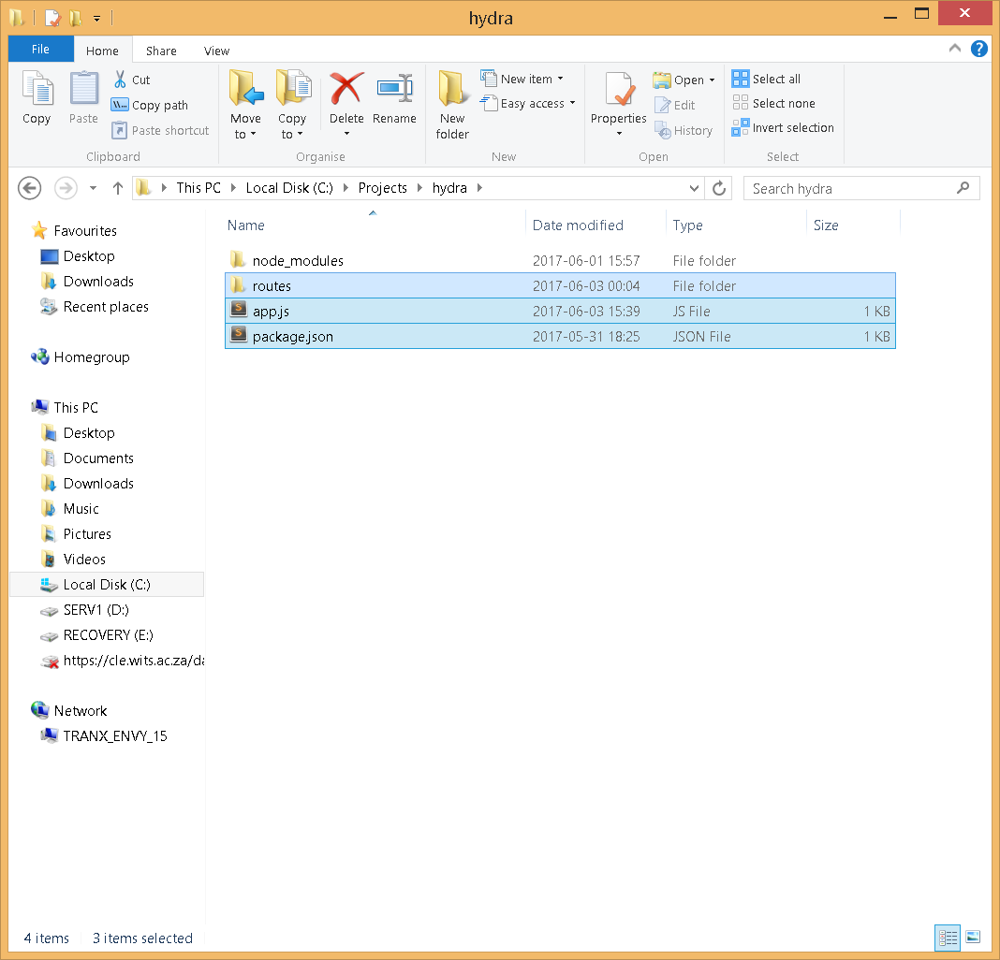 hydra
File Home Share View
Copy
Paste
Cut
Copy path
Paste shortcut
Clipboard
Move to
Copy to
Delete
Rename
Organise
New folder
New item
Easy access
New
Properties
Open
Edit
History
Open
Select all
Select none
Invert selection
Select
This PC Local Disk (C:) Projects hydra
Search hydra
Favourites
Desktop
Downloads
Recent places
Homegroup
This PC
Desktop
Documents
Downloads
Music
Pictures
Videos
Local Disk (C:)
SERV1 (D:)
RECOVERY (E:)
https://cle.wits.ac.za/da
Network
TRANX_ENVY_15
Name Date modified Type Size
node_modules 2017-06-01 15:57 File folder
routes 2017-06-03 00:04 File folder
app.js 2017-06-03 15:39 JS File 1 KB
package.json 2017-05-31 18:25 JSON File 1 KB
4 items 3 items selected